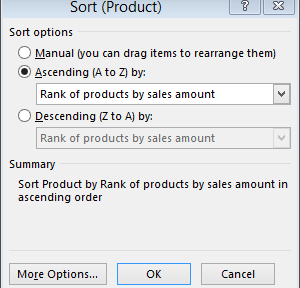 Sort (Product)
?
Sort options
Manual (you can drag items to rearrange them)
Ascending (A to Z) by:
Rank of products by sales amount
Descending (Z to A) by:
Rank of products by sales amount
Summary
Sort Product by Rank of products by sales amount in
ascending order
More Options...
OK
Cancel